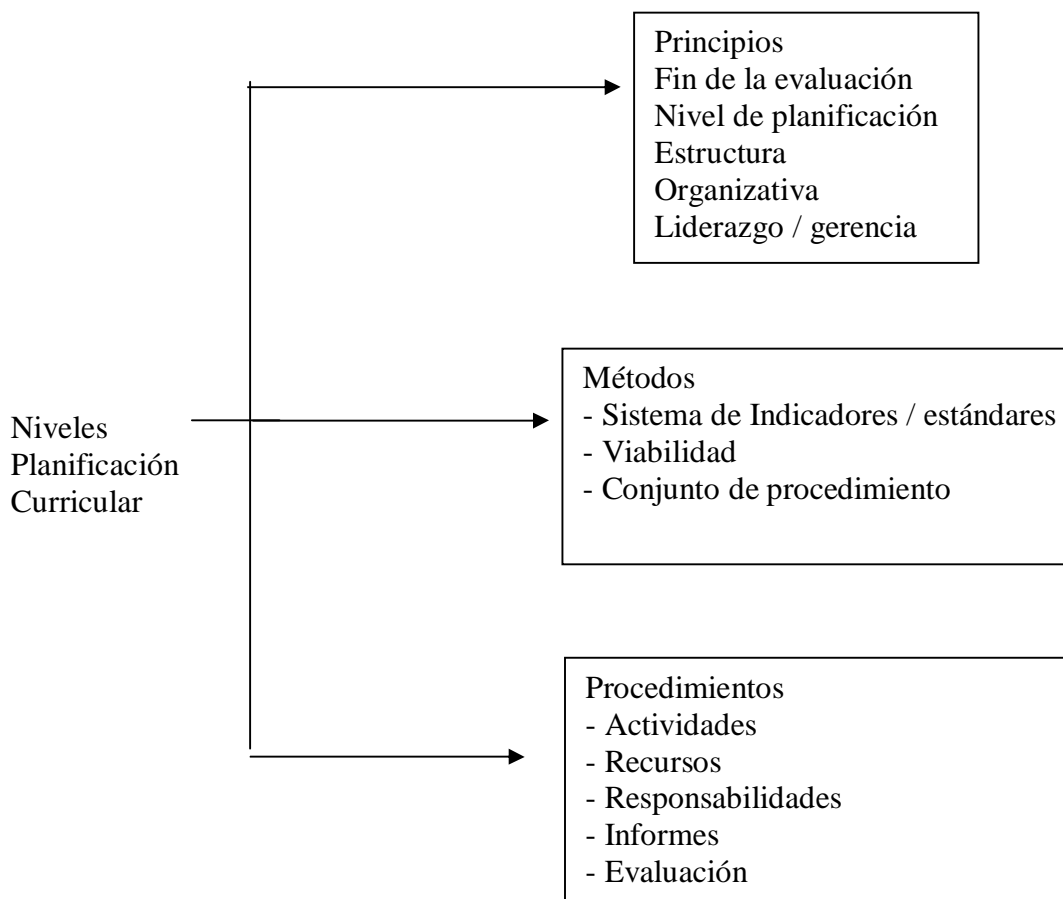 Principios
Fin de la evaluación
Nivel de planificación
Estructura
Organizativa
Liderazgo / gerencia
Métodos
- Sistema de Indicadores / estándares
- Viabilidad
- Conjunto de procedimiento
Niveles
Planificación
Curricular
Procedimientos
- Actividades
- Recursos
- Responsabilidades
- Informes
- Evaluación